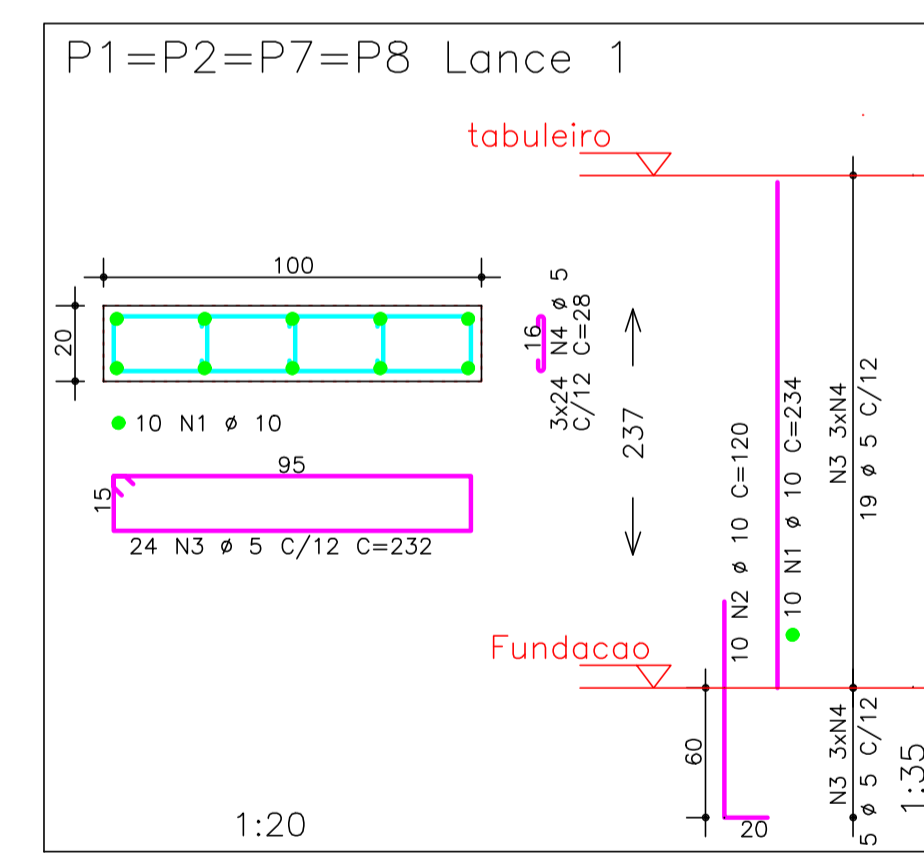 P1=P2=P7=P8 Lance 1
tabuleiro
100
20
10 N1 ø 10
95
15
24 N3 ø 5 C/12 C=232
16
3x24 N4 ø 5
C/12 C=28
237
10 N2 ø 10 C=120
10 N1 ø 10 C=234
N3 3xN4
19 ø 5 C/12
Fundacao
60
20
N3 3xN4
5 ø 5 C/12
1:35
1:20